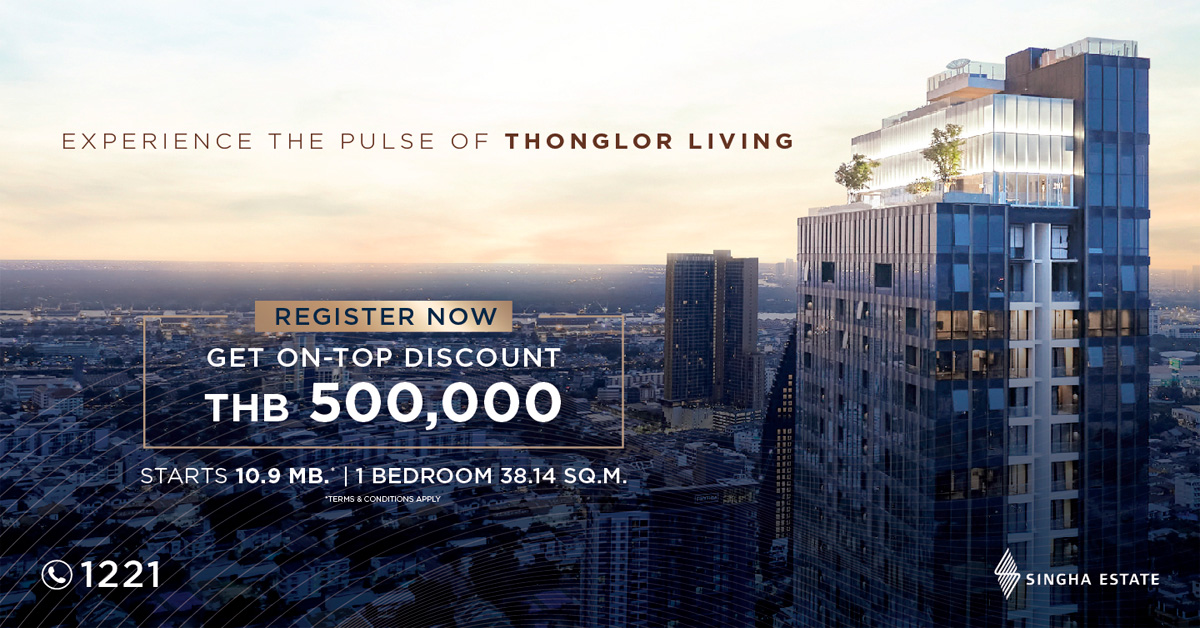 EXPERIENCE THE PULSE OF THONGLOR LIVING
REGISTER NOW
GET ON-TOP DISCOUNT
THB 500,000
STARTS 10.9 MB.* | 1 BEDROOM 38.14 SQ.M.
*TERMS & CONDITIONS APPLY
1221
SINGHA ESTATE